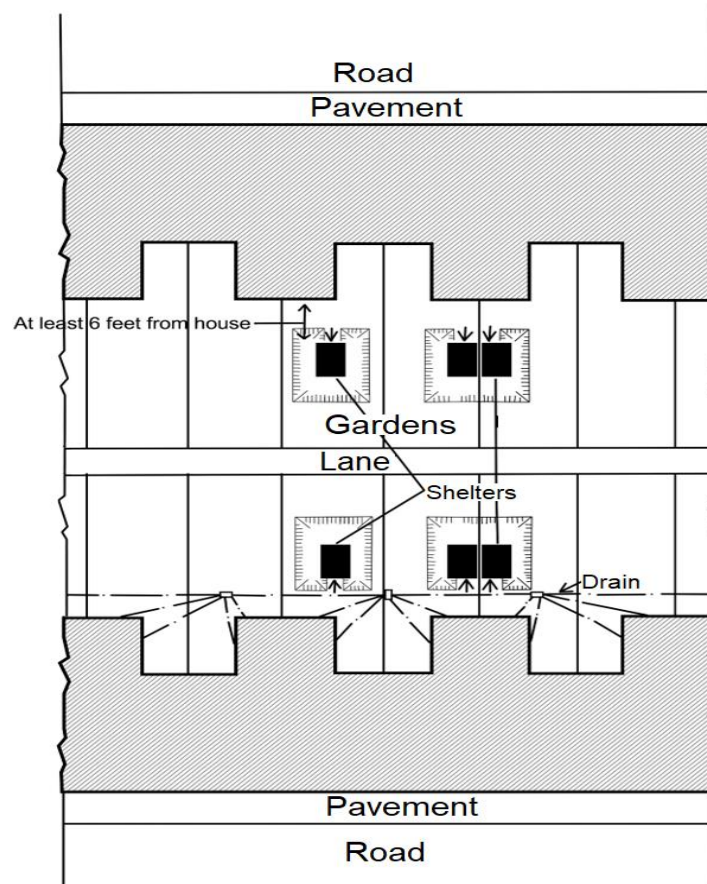 Road
Pavement
At least 6 feet from house
Gardens
Lane
Shelters
Drain
Pavement
Road